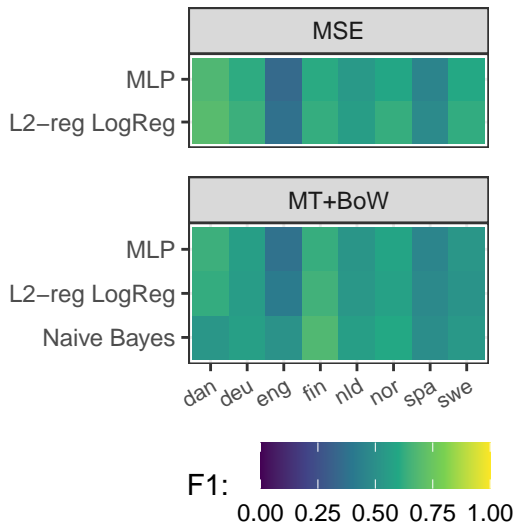 MSE
MLP
L2−reg LogReg
MT+BoW
MLP
L2−reg LogReg
Naive Bayes
dan deu eng fin nld nor spa swe
F1:
0.00 0.25 0.50 0.75 1.00